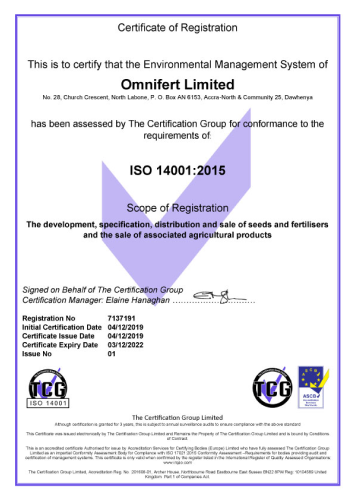 Certificate of Registration
This is to certify that the Environmental Management System of
Omnifert Limited
No. 28, Church Crescent, North Labone, P. O. Box AN 6153, Accra-North & Community 25, Dawhenya
has been assessed by The Certification Group for conformance to the
requirements of:
ISO 14001:2015
Scope of Registration
The development, specification, distribution and sale of seeds and fertilisers
and the sale of associated agricultural products
Signed on Behalf of The Certification Group
Certification Manager: Elaine Hanaghan ……………………
Registration No 7137191
Initial Certification Date 04/12/2019
Certificate Issue Date 04/12/2019
Certificate Expiry Date 03/12/2022
Issue No 01
TCG
ISO 14001
TCG
ASCB
The Certification Group Limited
Although certification is granted for 3 years, this is subject to annual surveillance audits to ensure compliance with the above standard
This Certificate was issued electronically by The Certification Group Limited and Remains the Property of The Certification Group Limited and is bound by Conditions
of Contract.
This is an accredited certificate Authorised for issue by Accreditation Service for Certifying Bodies (Europe) Limited who have fully assessed The Certification Group
Limited as an Impartial Conformity Assessment Body for Compliance with ISO 17021:2015 Conformity Assessment - Requirements for bodies providing audit and
certification of management systems. This certificate is only valid when confirmed by the register listed in the International Register of Quality Assessed Organisations:
www.irqao.com
The Certification Group Limited, Accreditation Reg. No.
Archer House, Northbourne Road Eastbourne East Sussex BN22 8PW Reg:
United
Kingdom. Part 1 of Companies Act.